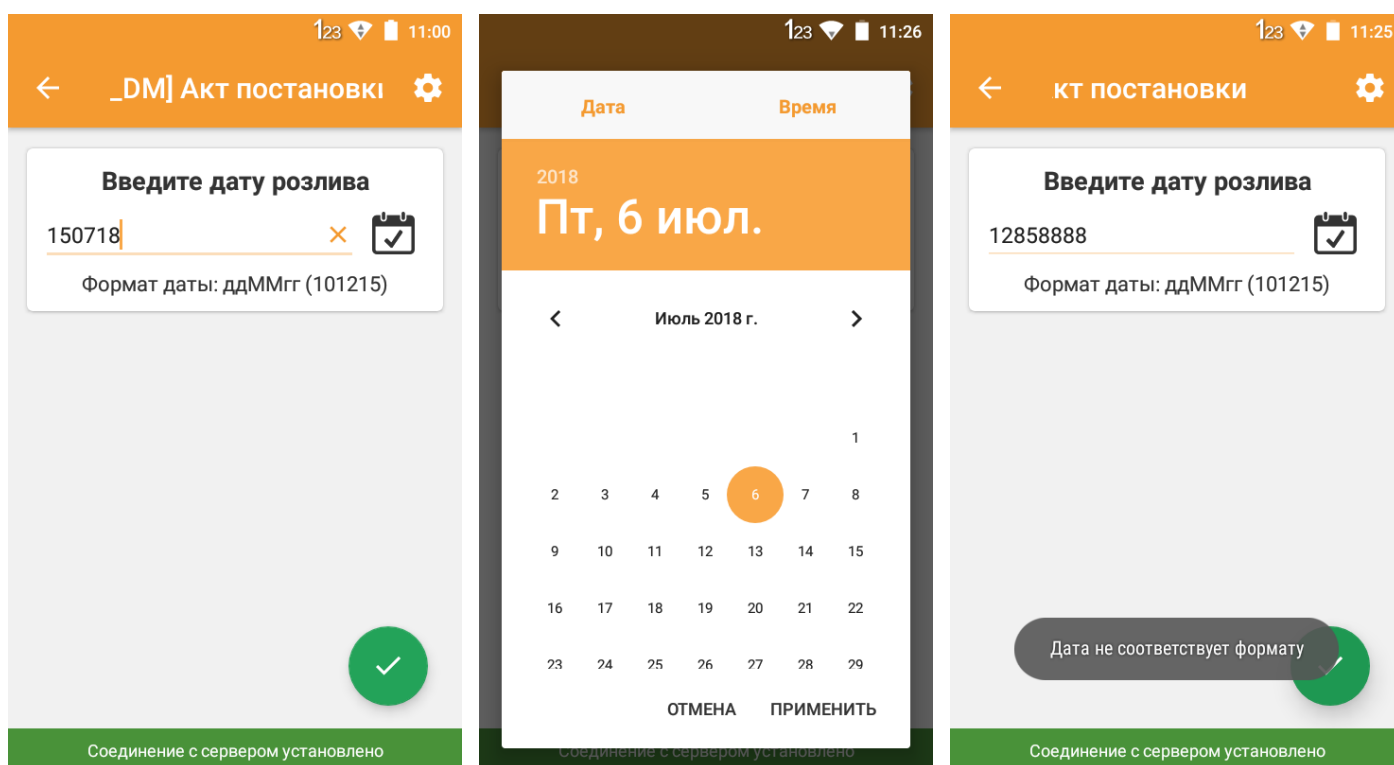 123 11:00
_DM] Акт постановкı
Введите дату розлива
150718
Формат даты: ддММгг (101215)
Соединение с сервером установлено
123 11:26
Дата Время
2018
Пт, 6 июл.
Июль 2018 г.
1
2 3 4 5 6 7 8
9 10 11 12 13 14 15
16 17 18 19 20 21 22
23 24 25 26 27 28 29
ОТМЕНА ПРИМЕНИТЬ
Соединение с сервером установлено
123 11:25
кт постановки
Введите дату розлива
12858888
Формат даты: ддММгг (101215)
Дата не соответствует формату
Соединение с сервером установлено